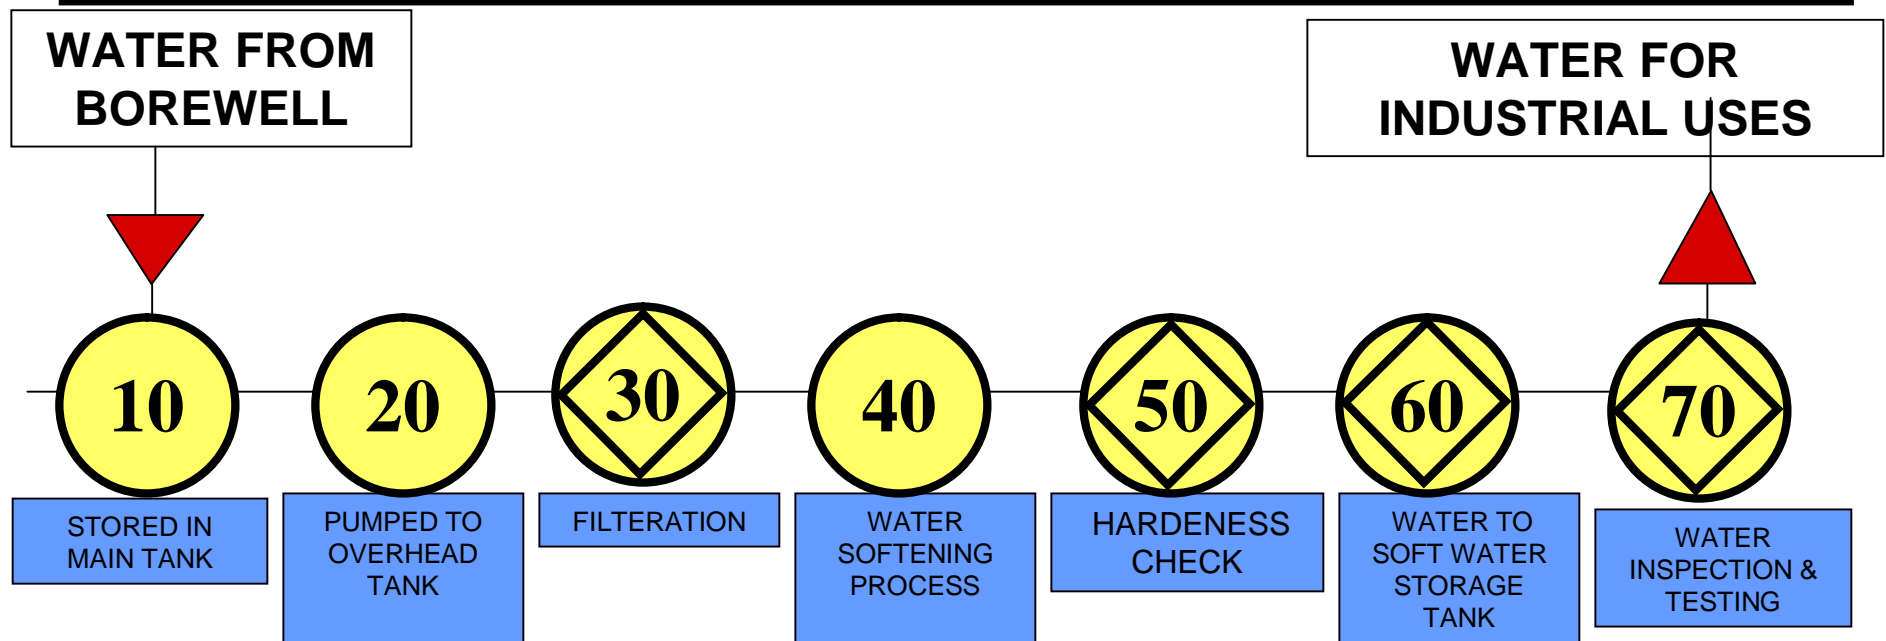 WATER FROM
BOREWELL
WATER FOR
INDUSTRIAL USES
10
20
30
40
50
60
70
STORED IN
MAIN TANK
PUMPED TO
OVERHEAD
TANK
FILTERATION
WATER
SOFTENING
PROCESS
HARDENESS
CHECK
WATER TO
SOFT WATER
STORAGE
TANK
WATER
INSPECTION &
TESTING